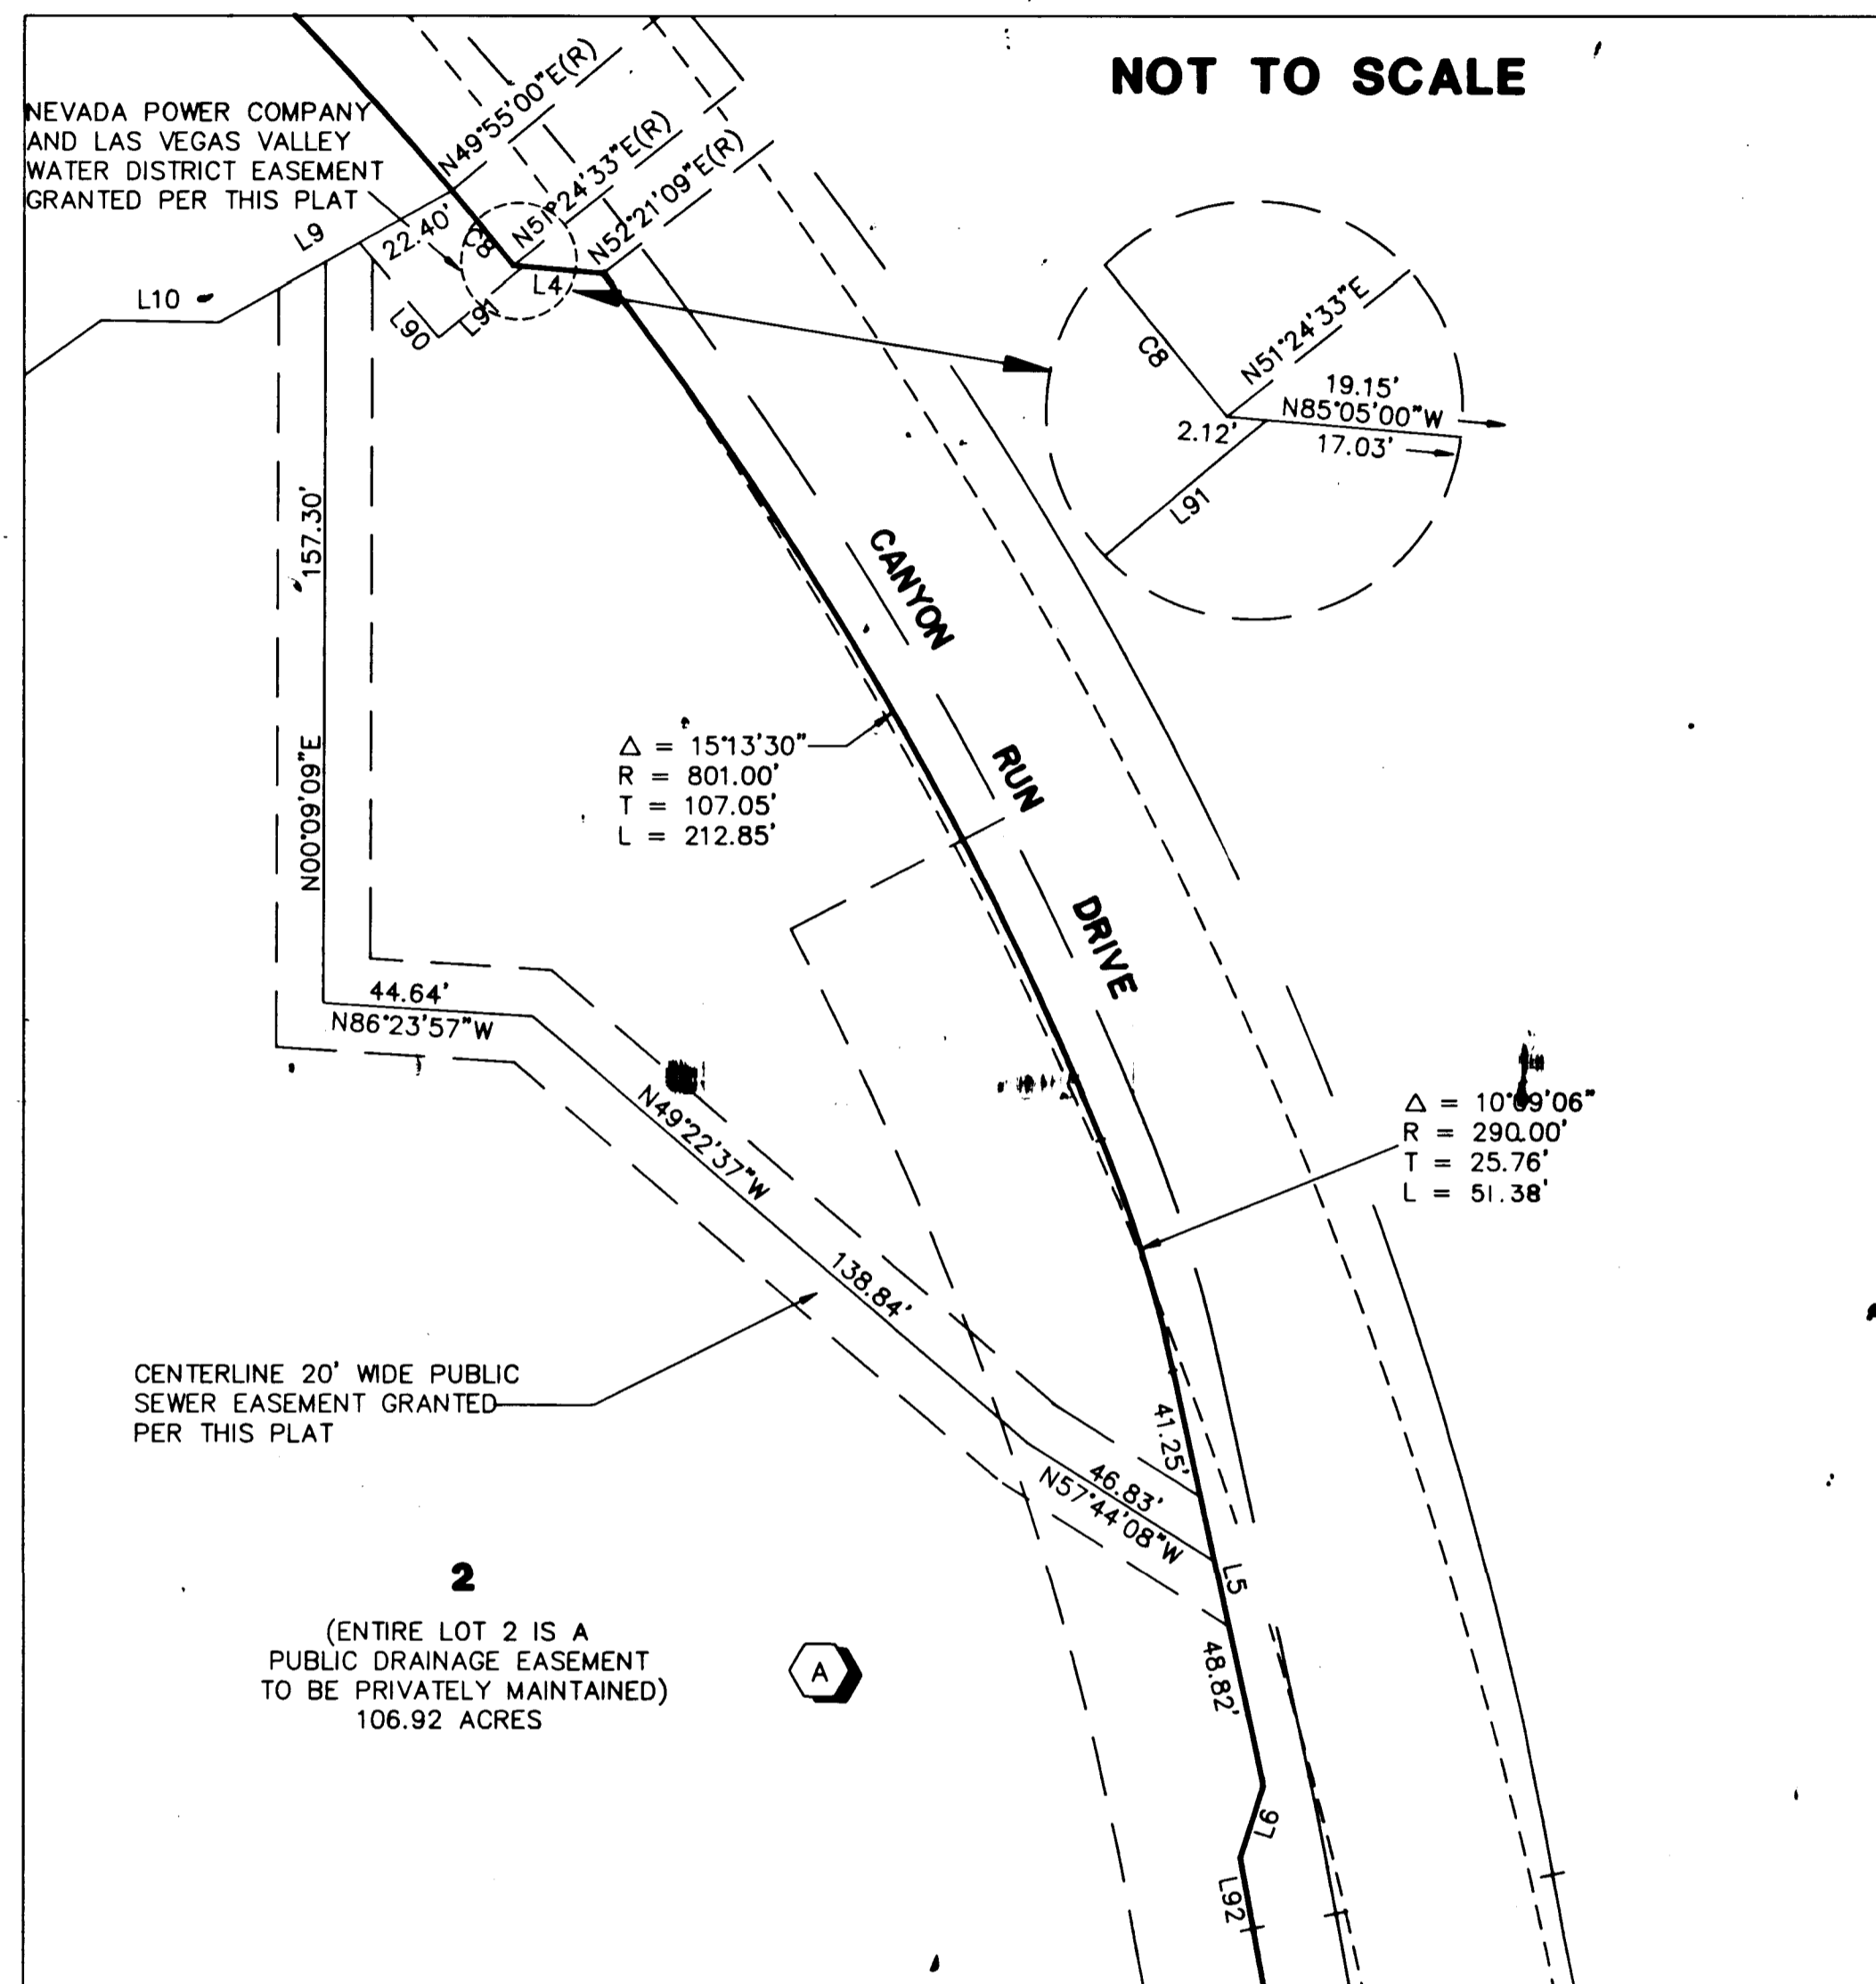 NOT TO SCALE
NEVADA POWER COMPANY
AND LAS VEGAS VALLEY
WATER DISTRICT EASEMENT
GRANTED PER THIS PLAT
N49°55'00"E(R)
N51°24'33"E(R)
N52°21'09"E(R)
L9
22.40'
C8
L10
L4
L90
L91
C8
N51°24'33"E
19.15'
N85°05'00"W
2.12'
17.03'
L91
157.30'
N00°09'09"E
CANYON
RUN
DRIVE
Δ = 15°13'30"
R = 801.00'
T = 107.05'
L = 212.85'
44.64'
N86°23'57"W
N49°22'37"W
138.84'
Δ = 10°09'06"
R = 290.00'
T = 25.76'
L = 51.38'
CENTERLINE 20' WIDE PUBLIC
SEWER EASEMENT GRANTED
PER THIS PLAT
41.25'
46.83'
N57°44'08"W
L5
2
(ENTIRE LOT 2 IS A
PUBLIC DRAINAGE EASEMENT
TO BE PRIVATELY MAINTAINED)
106.92 ACRES
A
48.82'
L6
L92